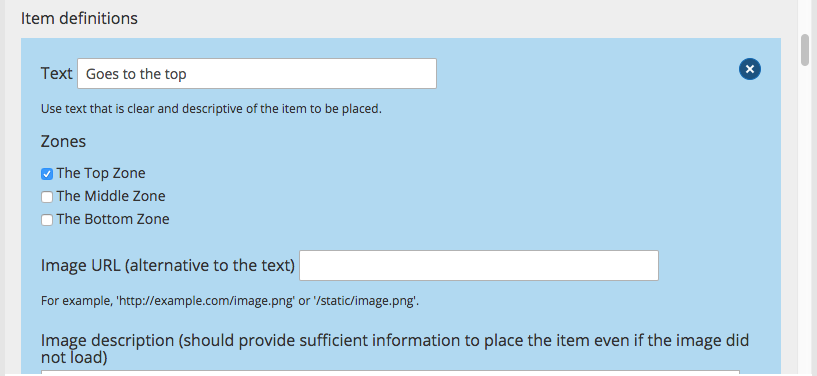 Item definitions
Text Goes to the top
Use text that is clear and descriptive of the item to be placed.
Zones
The Top Zone
The Middle Zone
The Bottom Zone
Image URL (alternative to the text)
For example, 'http://example.com/image.png' or '/static/image.png'.
Image description (should provide sufficient information to place the item even if the image did
not load)